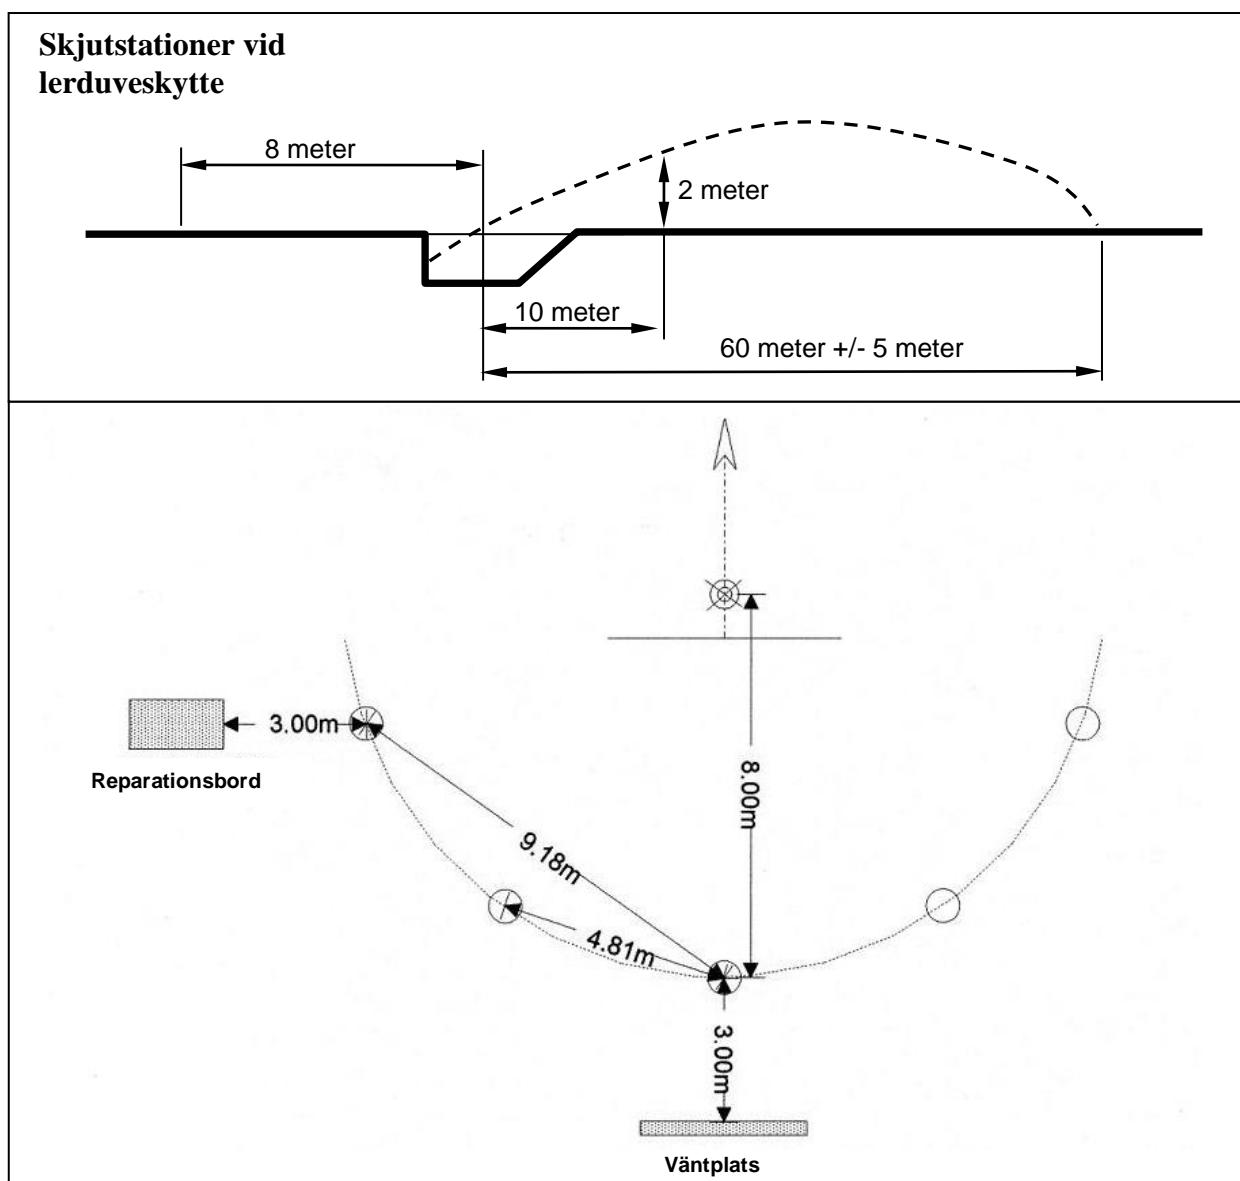 Skjutstationer vid
lerduveskytte
8 meter
2 meter
10 meter
60 meter +/- 5 meter
3.00m
Reparationsbord
8.00m
9.18m
4.81m
3.00m
Väntplats